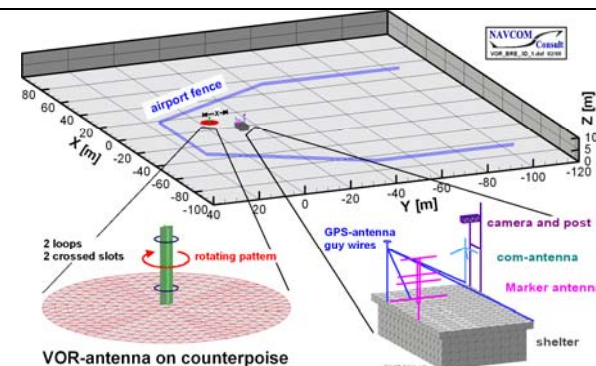 NAVCOM
Consult
VOR_BRE_3D_1.dsf 02/08
airport fence
80
60
40
20
0
-20
-40
-60
-80
-100
X [m]
40
20
0
-20
-40
-60
-80
-100
-120
Y [m]
Z [m]
10
5
0
2 loops
2 crossed slots
rotating pattern
VOR-antenna on counterpoise
GPS-antenna
guy wires
camera and post
com-antenna
Marker antenna
shelter